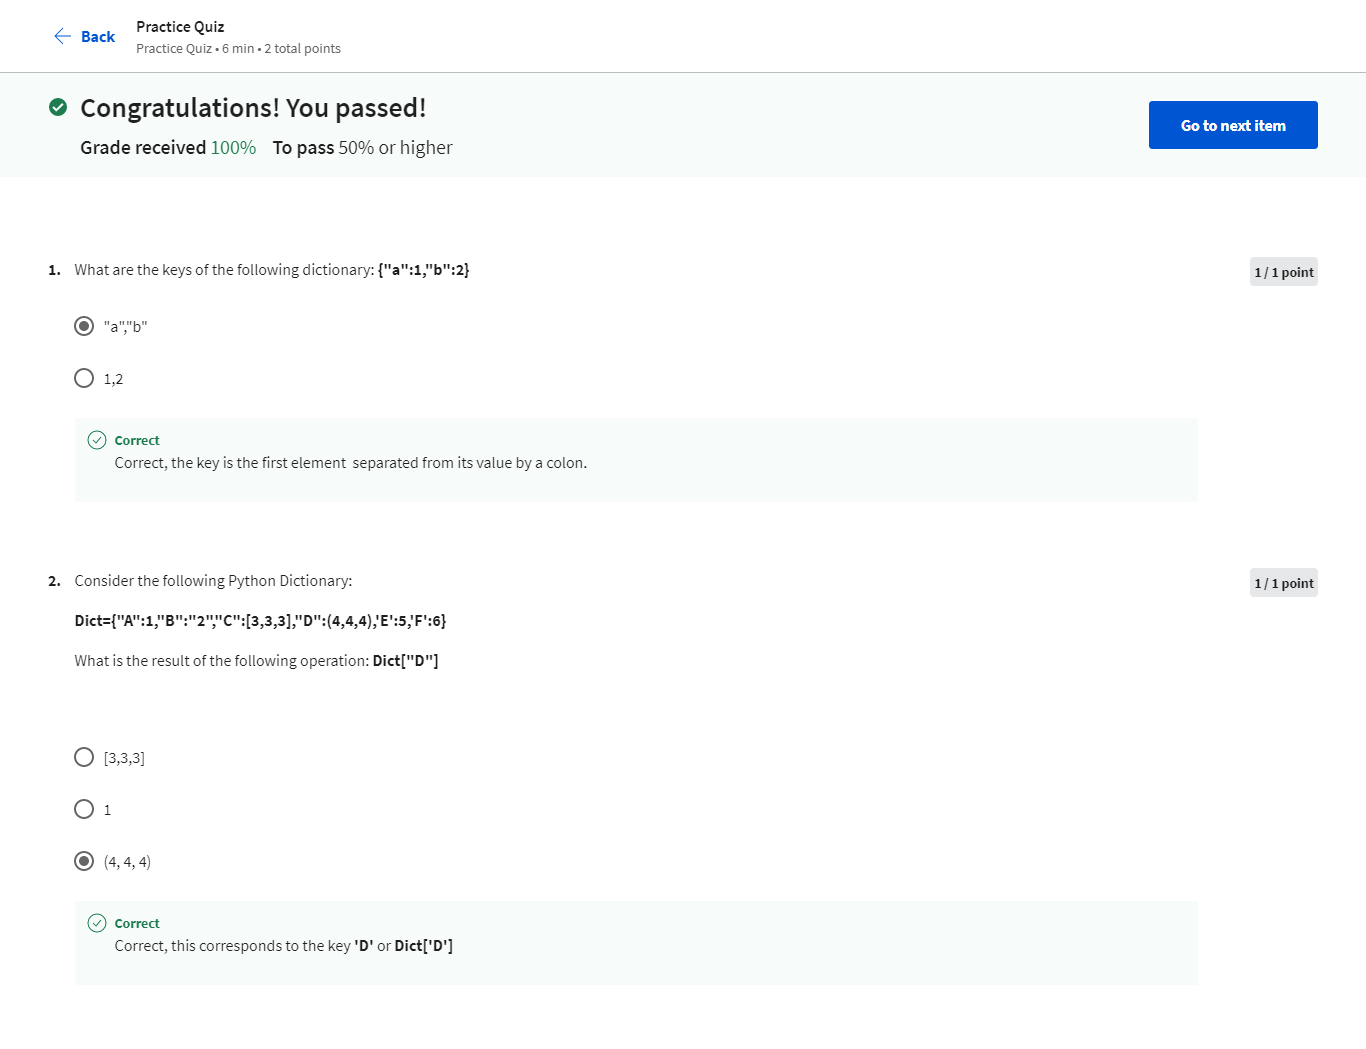 Back
Practice Quiz
Practice Quiz • 6 min • 2 total points
Congratulations! You passed!
Grade received 100% To pass 50% or higher
Go to next item
1. What are the keys of the following dictionary: {"a":1,"b":2}
1 / 1 point
"a","b"
1,2
Correct
Correct, the key is the first element separated from its value by a colon.
2. Consider the following Python Dictionary:
1 / 1 point
Dict={"A":1,"B":"2","C":[3,3,3],"D":(4,4,4),'E':5,'F':6}
What is the result of the following operation: Dict["D"]
[3,3,3]
1
(4, 4, 4)
Correct
Correct, this corresponds to the key 'D' or Dict['D']